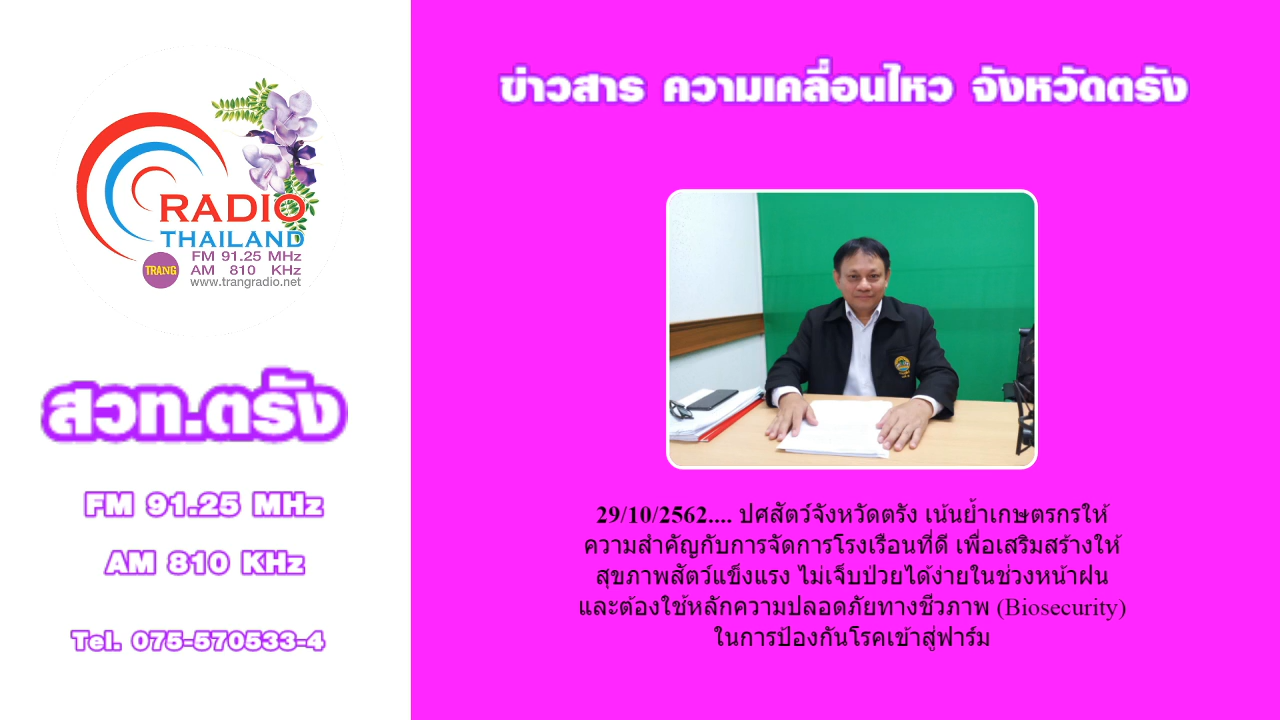 RADIO
THAILAND
FM 91.25 MHz
TRANG
AM 810 KHz
www.trangradio.net
สวท.ตรัง
FM 91.25 MHz
AM 810 KHz
Tel. 075-570533-4
ข่าวสาร ความเคลื่อนไหว จังหวัดตรัง
29/10/2562.... ปศสัตว์จังหวัดตรัง เน้นย้ำเกษตรกรให้
ความสำคัญกับการจัดการโรงเรือนที่ดี เพื่อเสริมสร้างให้
สุขภาพสัตว์แข็งแรง ไม่เจ็บป่วยได้ง่ายในช่วงหน้าฝน
และต้องใช้หลักความปลอดภัยทางชีวภาพ (Biosecurity)
ในการป้องกันโรคเข้าสู่ฟาร์ม